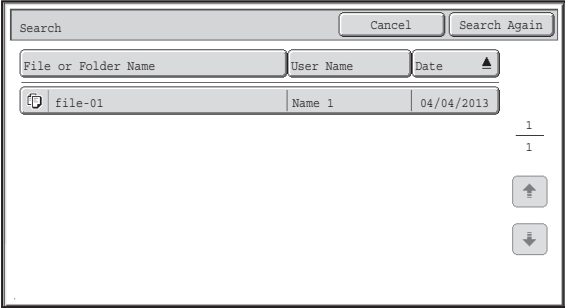 Search Cancel Search Again
File or Folder Name User Name Date ▲
file-01 Name 1 04/04/2013
1
1